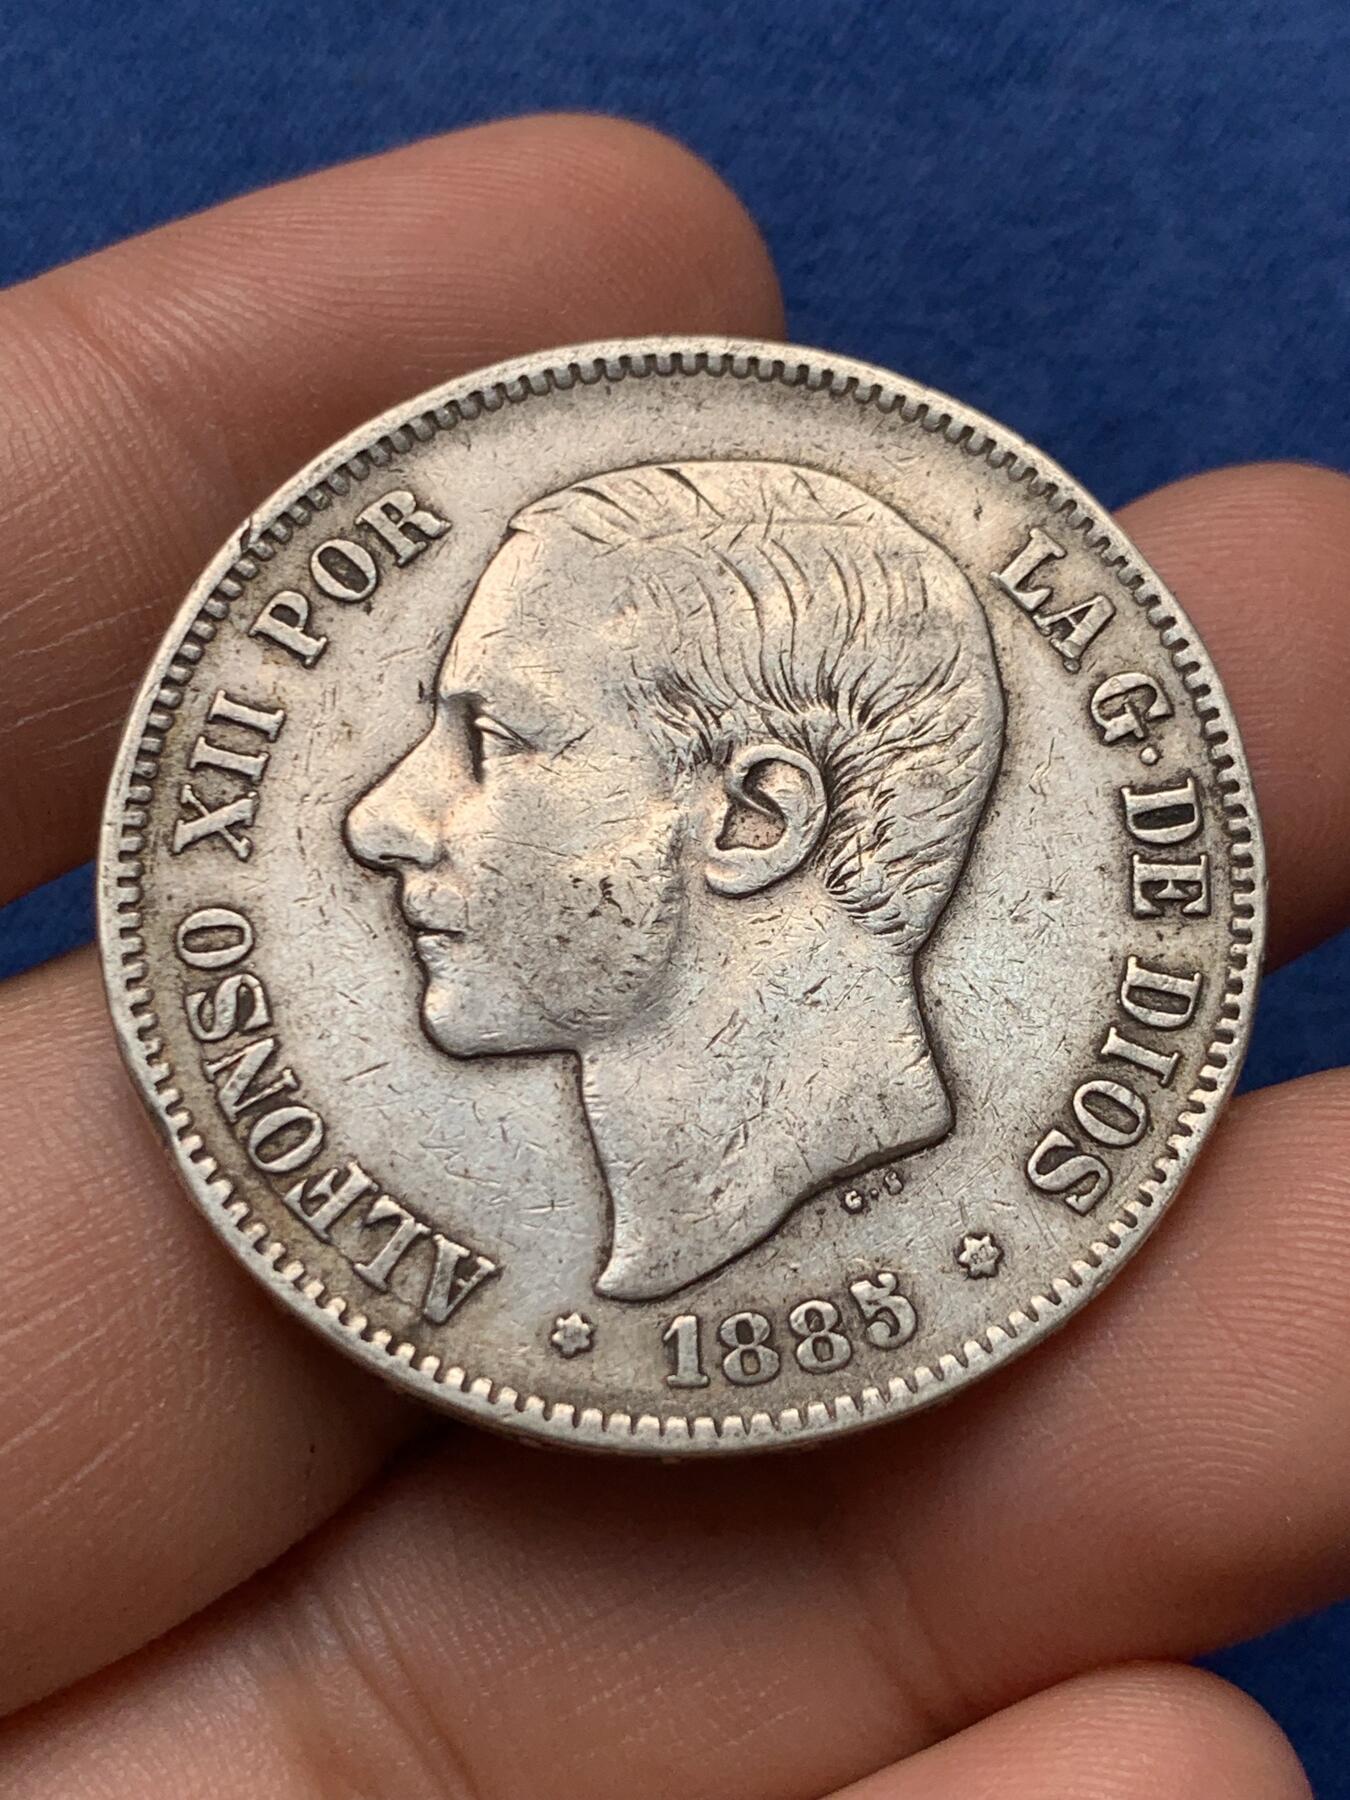 ALFONSO XII POR LA G. DE DIOS
G.S
* 1885 *